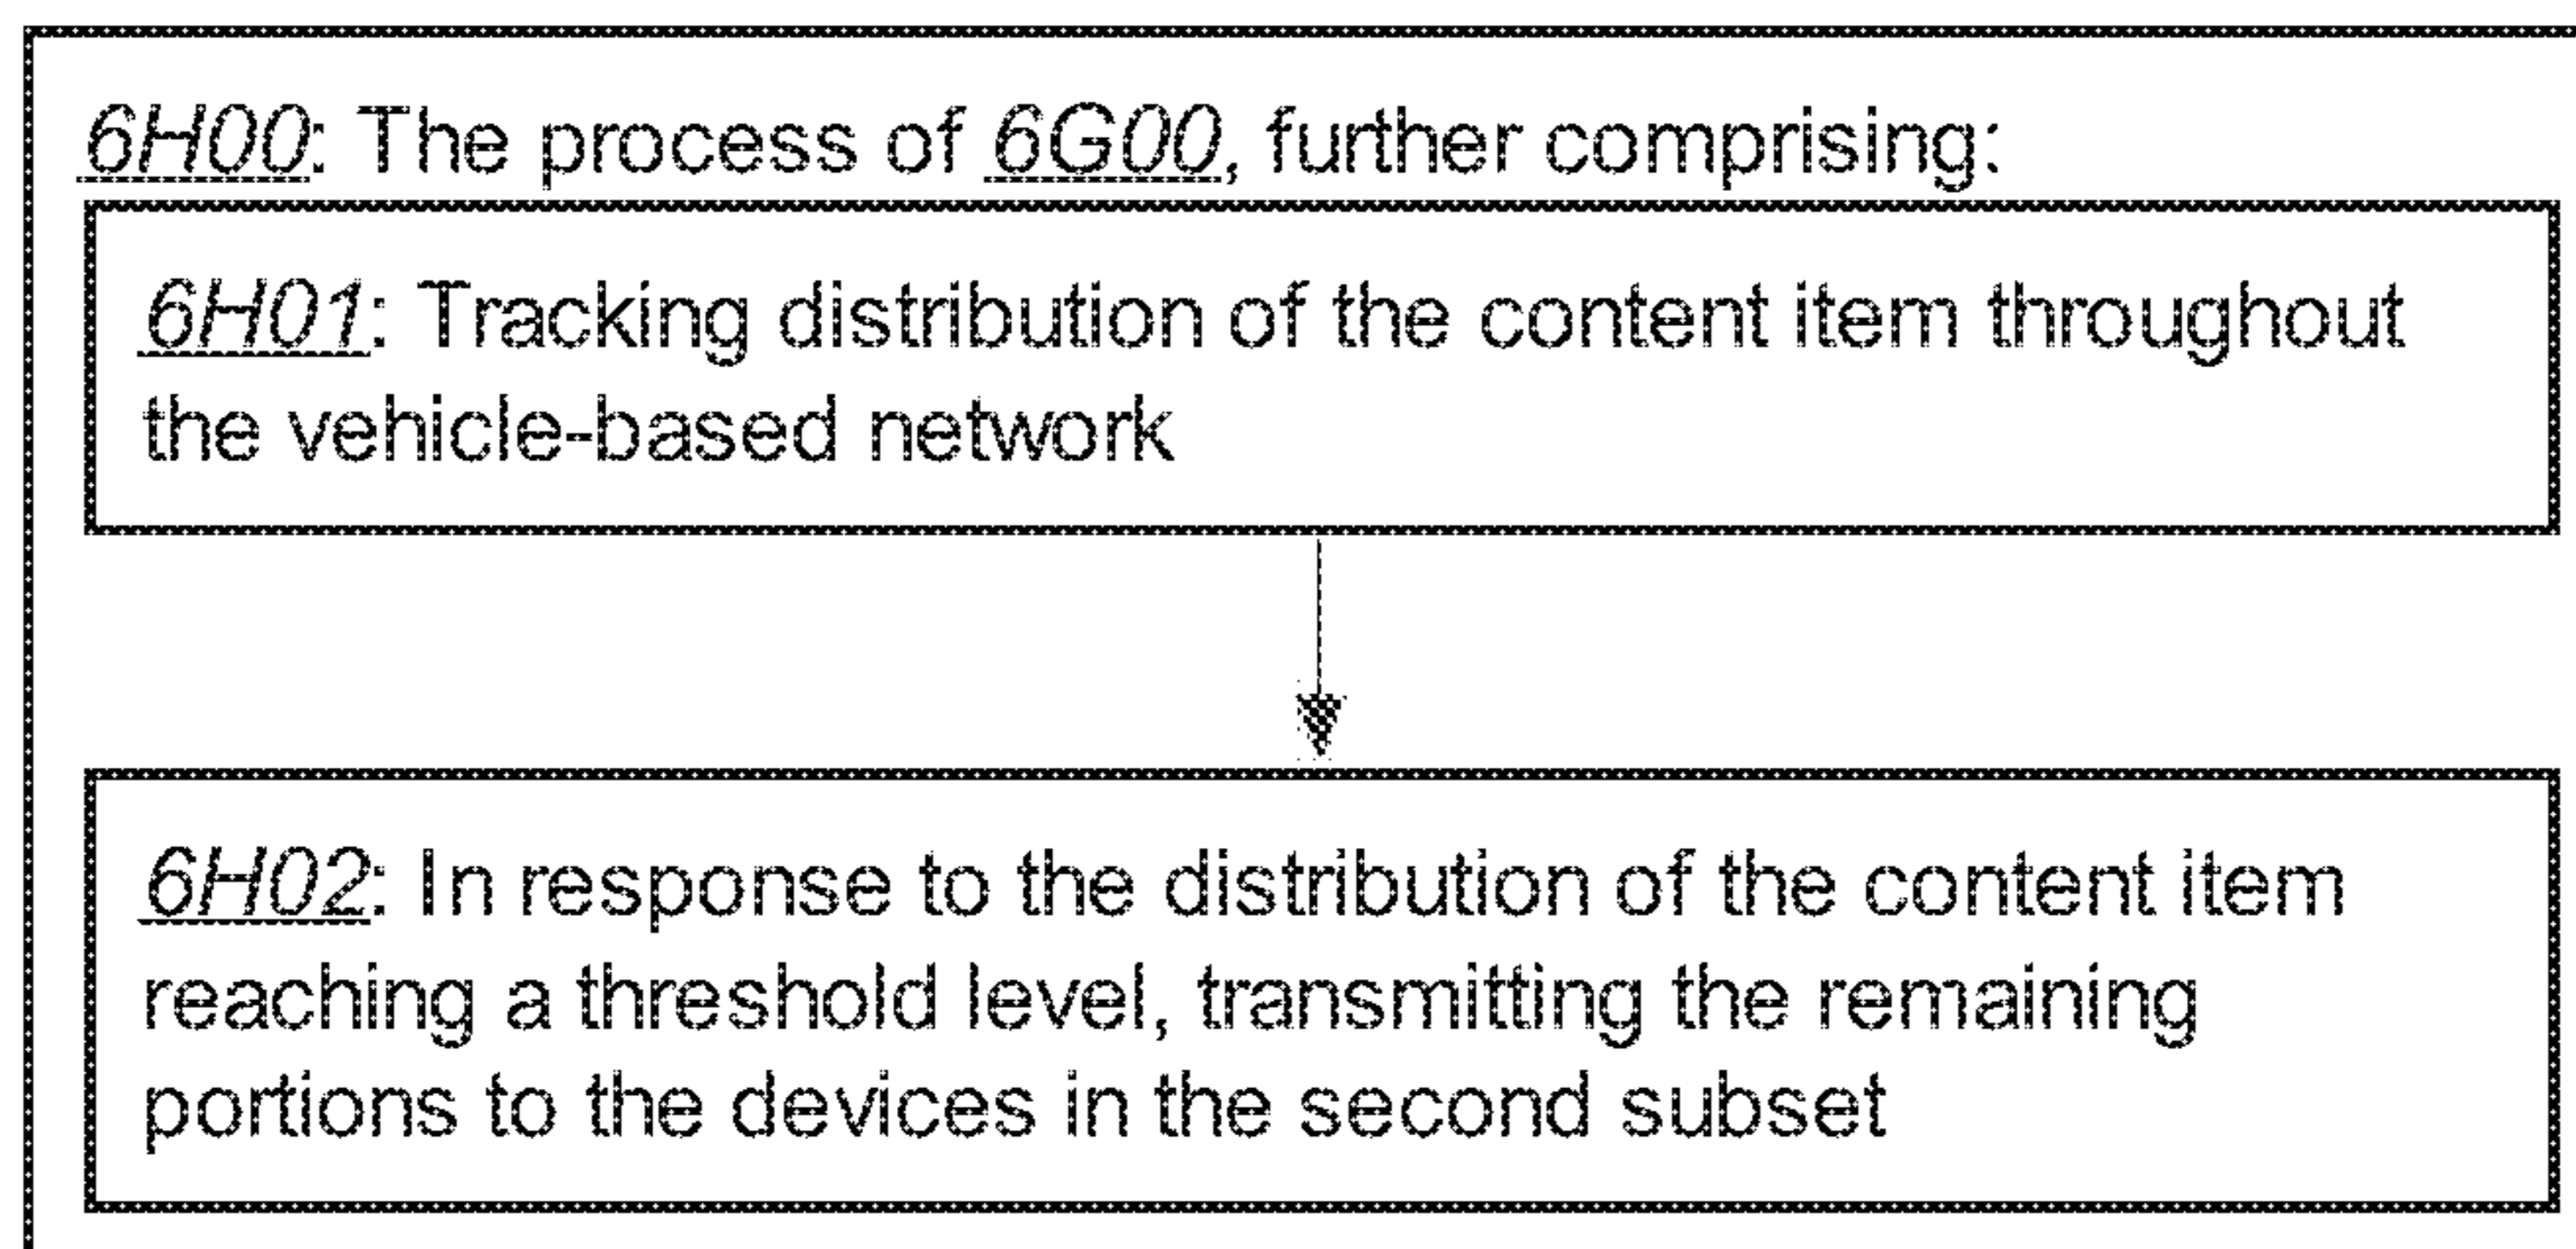 6H00: The process of 6G00, further comprising:
6H01: Tracking distribution of the content item throughout
the vehicle-based network
6H02: In response to the distribution of the content item
reaching a threshold level, transmitting the remaining
portions to the devices in the second subset